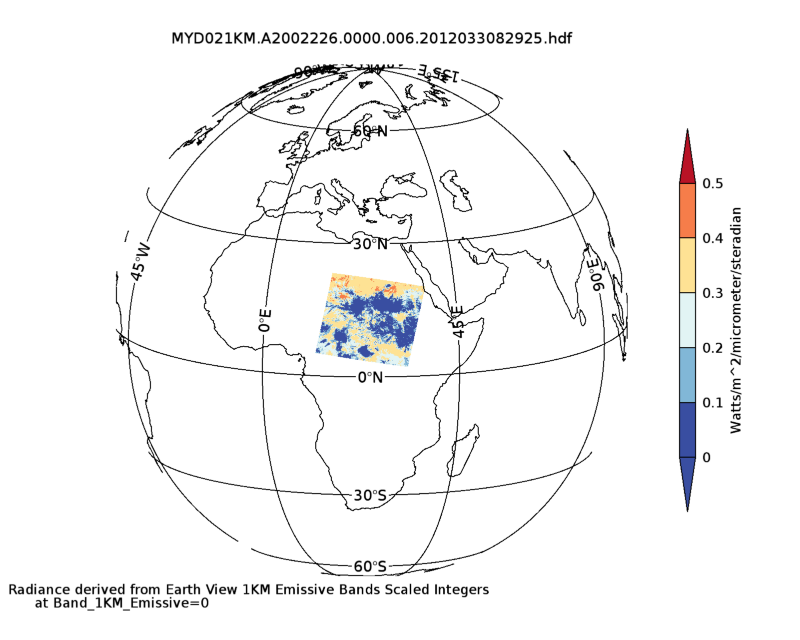 MYD021KM.A2002226.0000.006.2012033082925.hdf
135°E
60°N
30°N
45°W
90°E
0°E
45°E
0°N
30°S
60°S
0.5
0.4
0.3
0.2
0.1
0
Watts/m^2/micrometer/steradian
Radiance derived from Earth View 1KM Emissive Bands Scaled Integers
at Band_1KM_Emissive=0